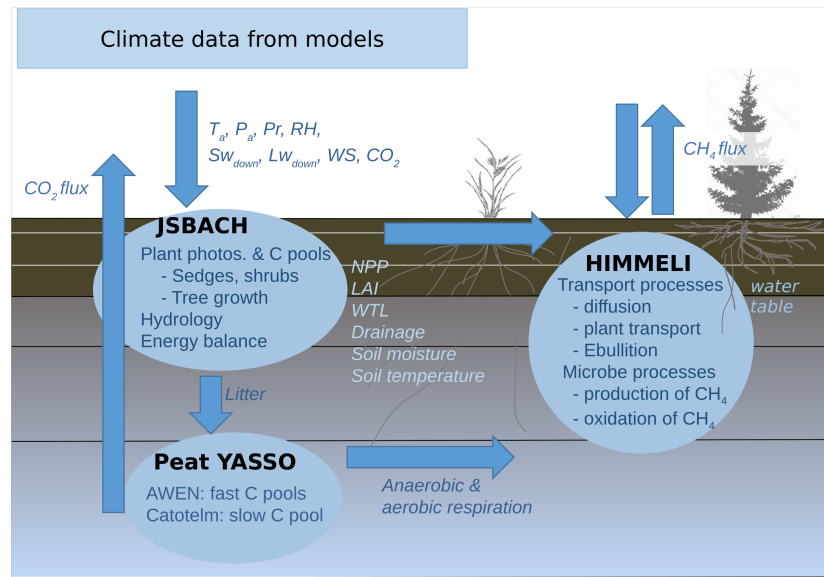 Climate data from models
Tₐ, Pₐ, Pr, RH,
Sw_down, Lw_down, WS, CO₂
CO₂ flux
CH₄ flux
JSBACH
Plant photos. & C pools
- Sedges, shrubs
- Tree growth
Hydrology
Energy balance
NPP
LAI
WTL
Drainage
Soil moisture
Soil temperature
HIMMELI
Transport processes
- diffusion
- plant transport
- Ebullition
Microbe processes
- production of CH₄
- oxidation of CH₄
water
table
Litter
Peat YASSO
AWEN: fast C pools
Catotelm: slow C pool
Anaerobic &
aerobic respiration